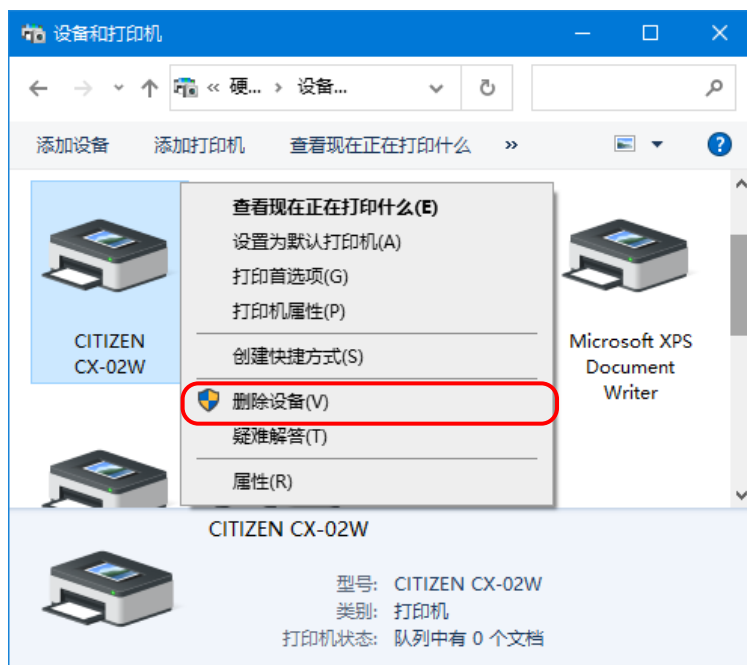 设备和打印机
« 硬... › 设备...
添加设备 添加打印机 查看现在正在打印什么 »
查看现在正在打印什么(E)
设置为默认打印机(A)
打印首选项(G)
打印机属性(P)
创建快捷方式(S)
删除设备(V)
疑难解答(T)
属性(R)
CITIZEN
CX-02W
Microsoft XPS
Document
Writer
CITIZEN CX-02W
型号: CITIZEN CX-02W
类别: 打印机
打印机状态: 队列中有 0 个文档